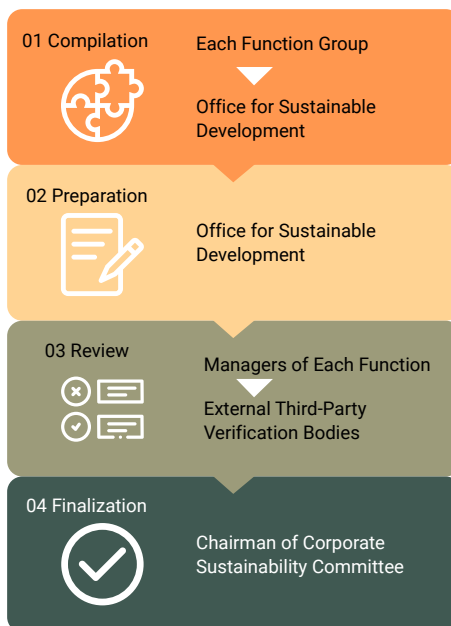 01 Compilation
Each Function Group
Office for Sustainable
Development
02 Preparation
Office for Sustainable
Development
03 Review
Managers of Each Function
External Third-Party
Verification Bodies
04 Finalization
Chairman of Corporate
Sustainability Committee